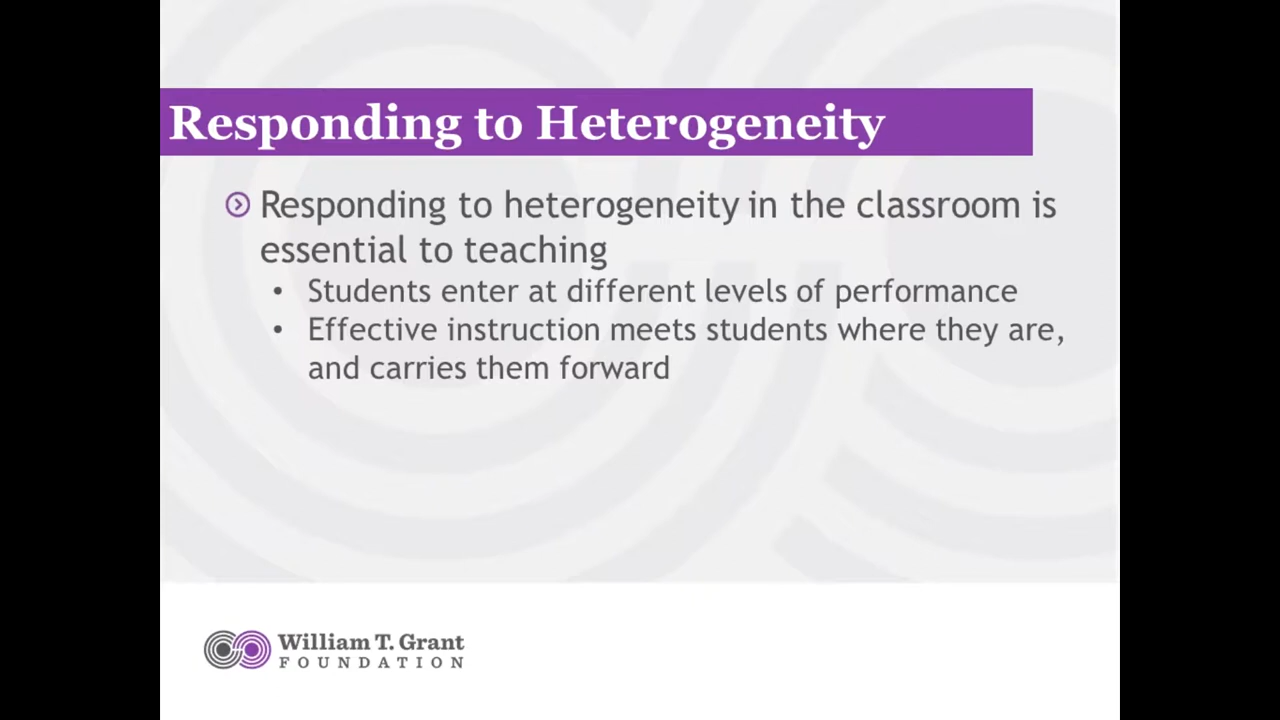 Responding to Heterogeneity
Responding to heterogeneity in the classroom is
essential to teaching
• Students enter at different levels of performance
• Effective instruction meets students where they are,
and carries them forward
William T. Grant
FOUNDATION